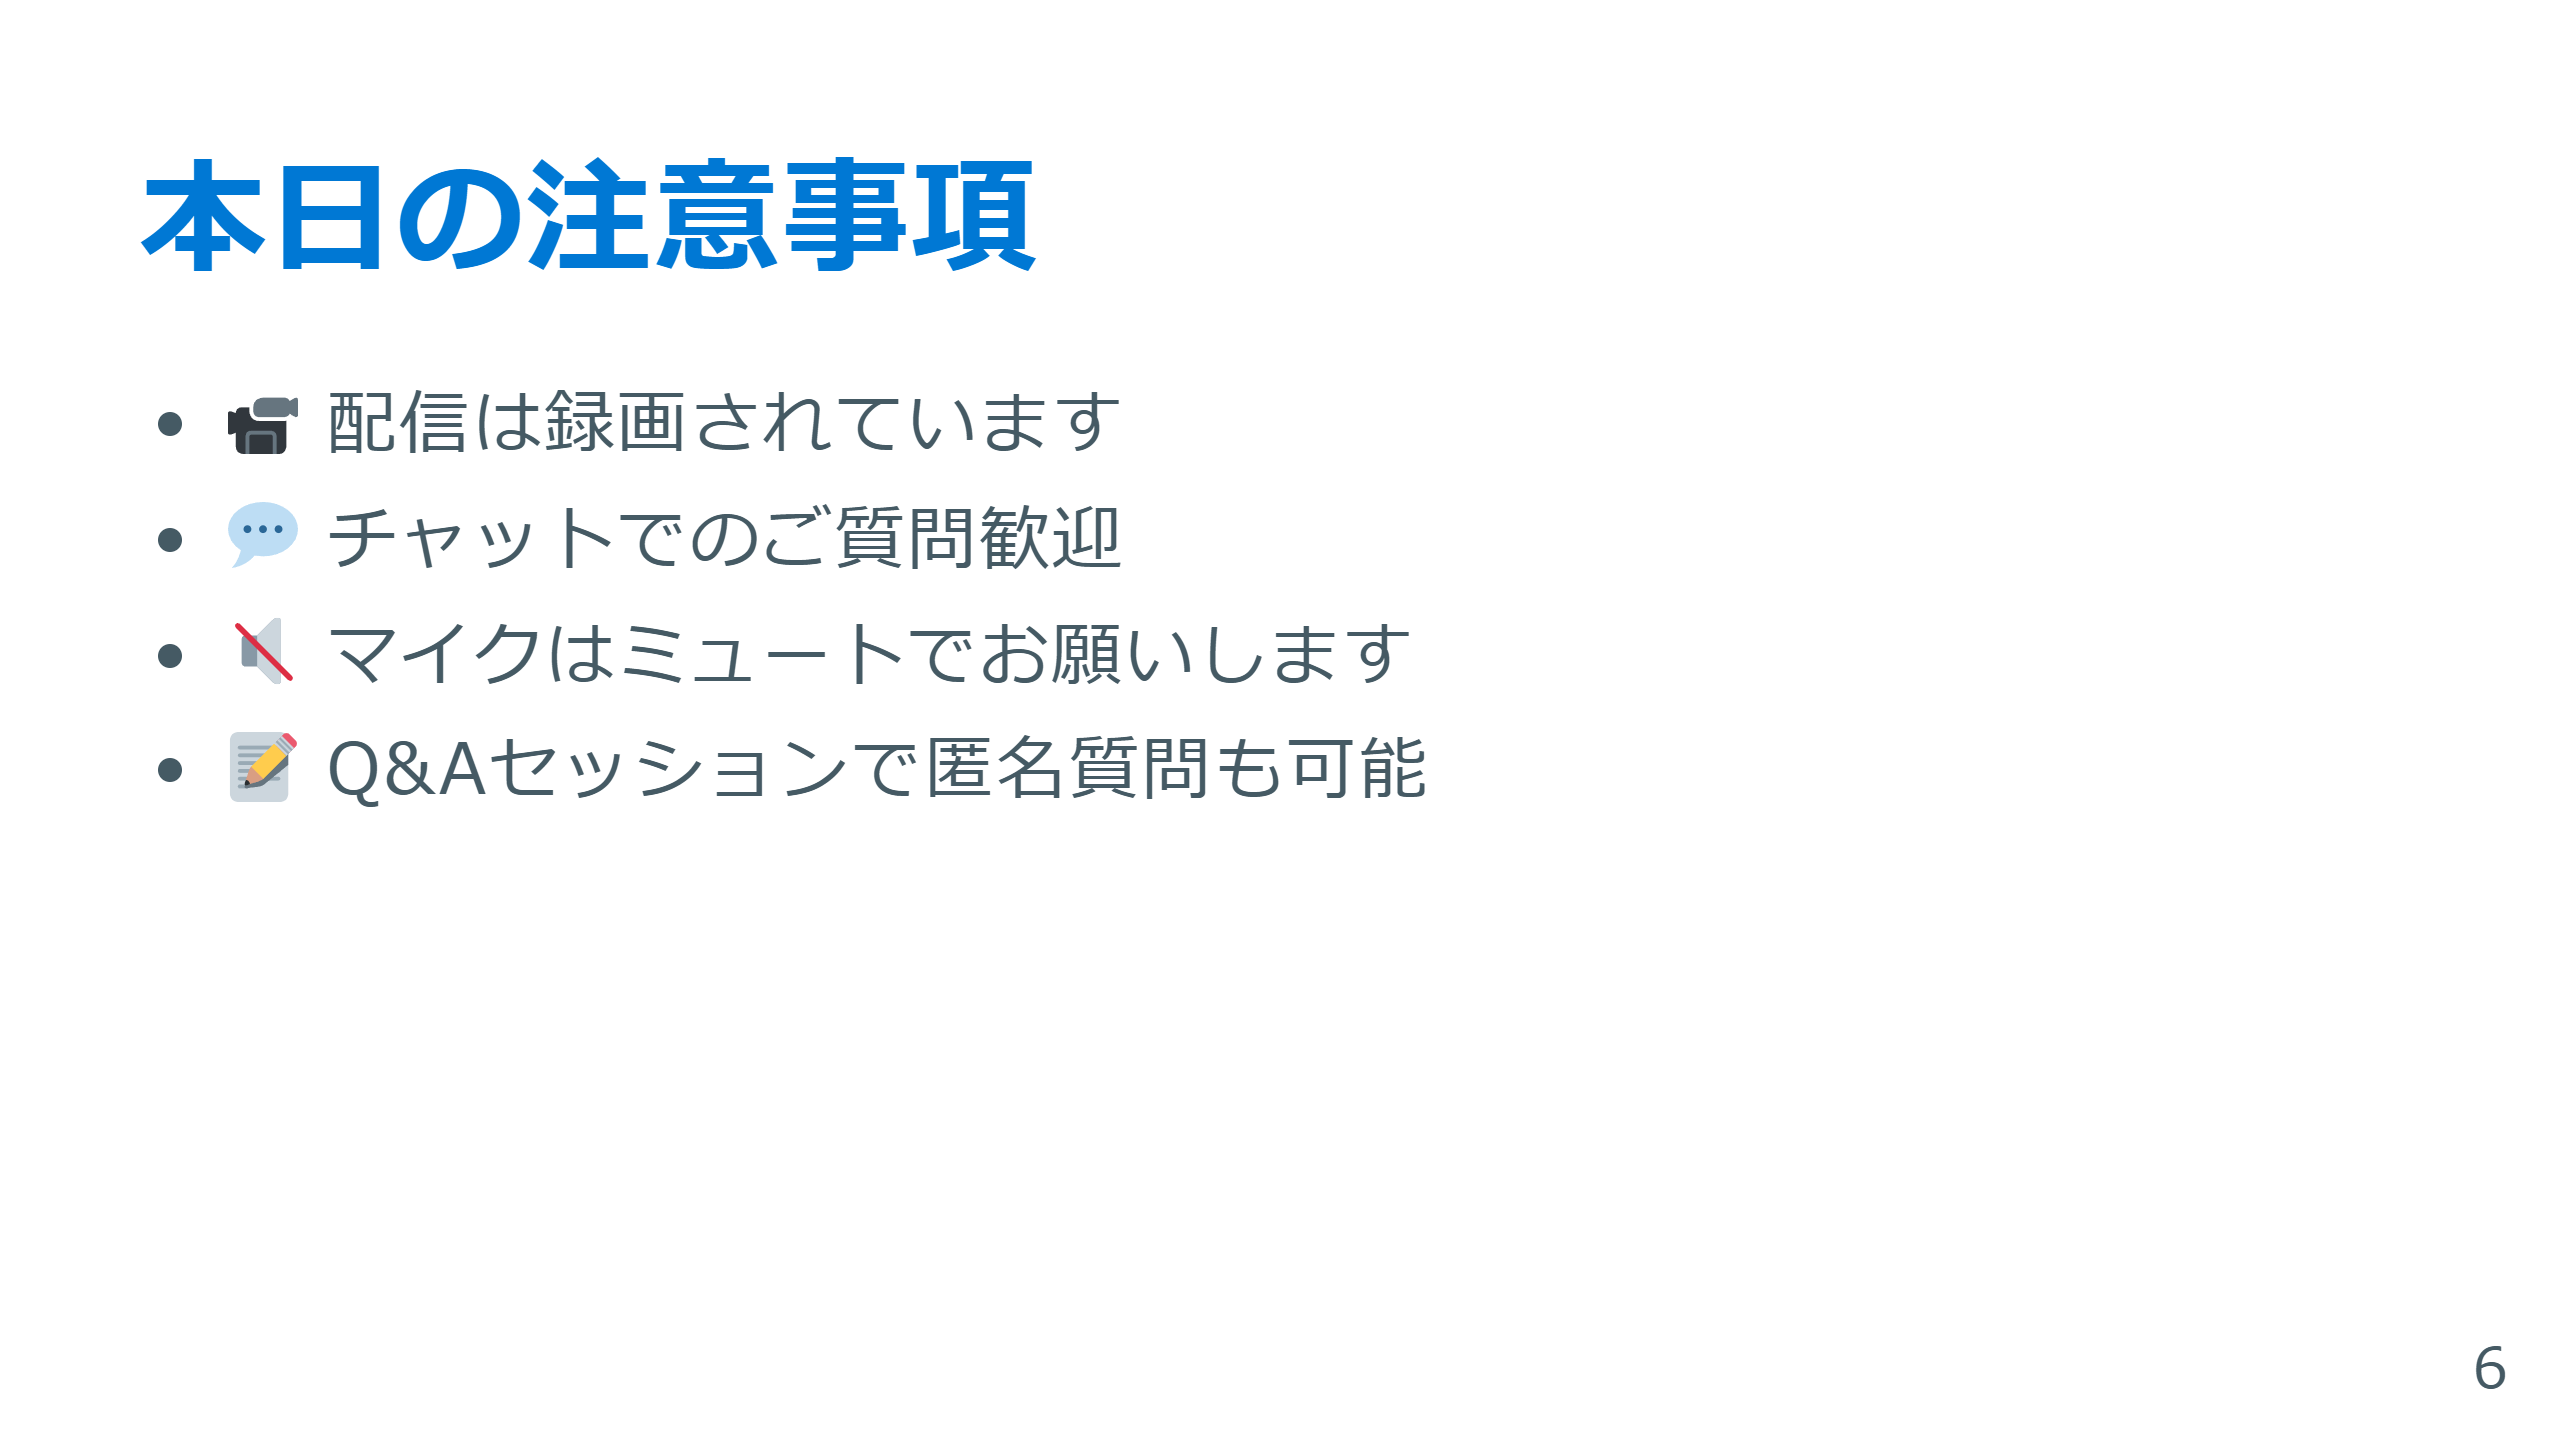 本日の注意事項
• 🎥 配信は録画されています
• 💬 チャットでのご質問歓迎
• 🔇 マイクはミュートでお願いします
• 📝 Q&Aセッションで匿名質問も可能
6